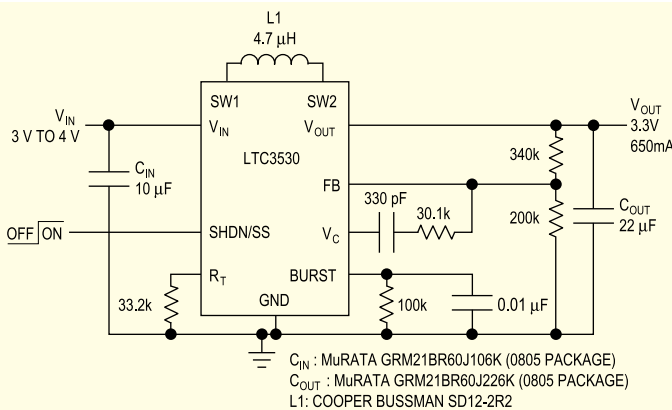 L1
4.7 µH
SW1
SW2
V_IN
3 V TO 4 V
V_IN
V_OUT
V_OUT
3.3V
650mA
LTC3530
340k
C_IN
10 µF
FB
330 pF
30.1k
200k
C_OUT
22 µF
OFF ON
SHDN/SS
V_C
R_T
BURST
33.2k
GND
100k
0.01 µF
C_IN : MuRATA GRM21BR60J106K (0805 PACKAGE)
C_OUT : MuRATA GRM21BR60J226K (0805 PACKAGE)
L1: COOPER BUSSMAN SD12-2R2